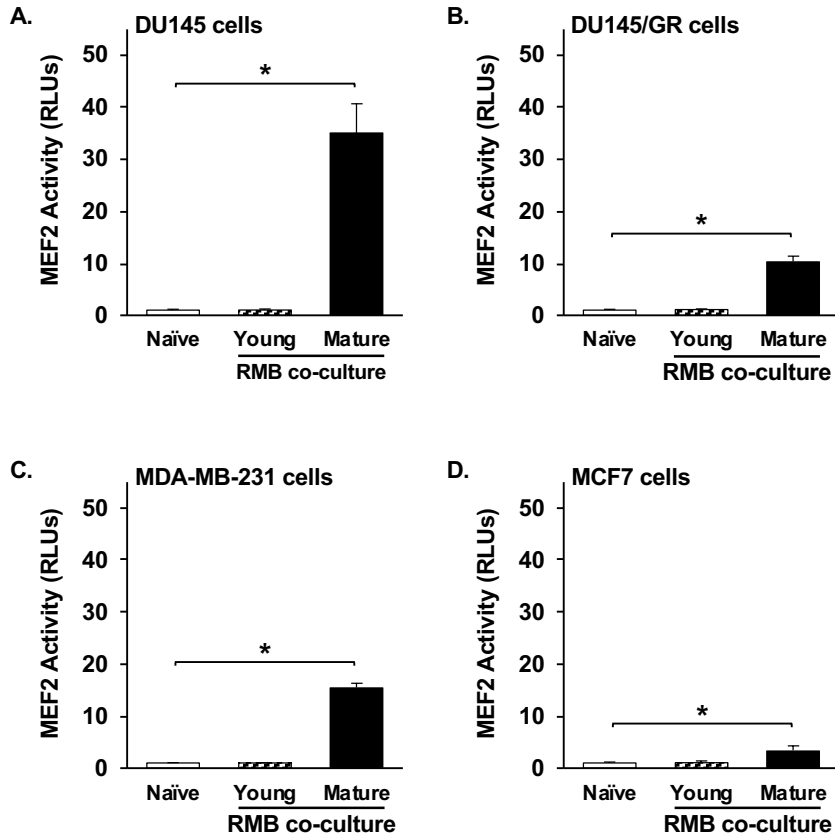 A.
DU145 cells
MEF2 Activity (RLUs)
50
40
30
20
10
0
*
Naïve Young Mature
RMB co-culture
B.
DU145/GR cells
MEF2 Activity (RLUs)
50
40
30
20
10
0
*
Naïve Young Mature
RMB co-culture
C.
MDA-MB-231 cells
MEF2 Activity (RLUs)
50
40
30
20
10
0
*
Naïve Young Mature
RMB co-culture
D.
MCF7 cells
MEF2 Activity (RLUs)
50
40
30
20
10
0
*
Naïve Young Mature
RMB co-culture